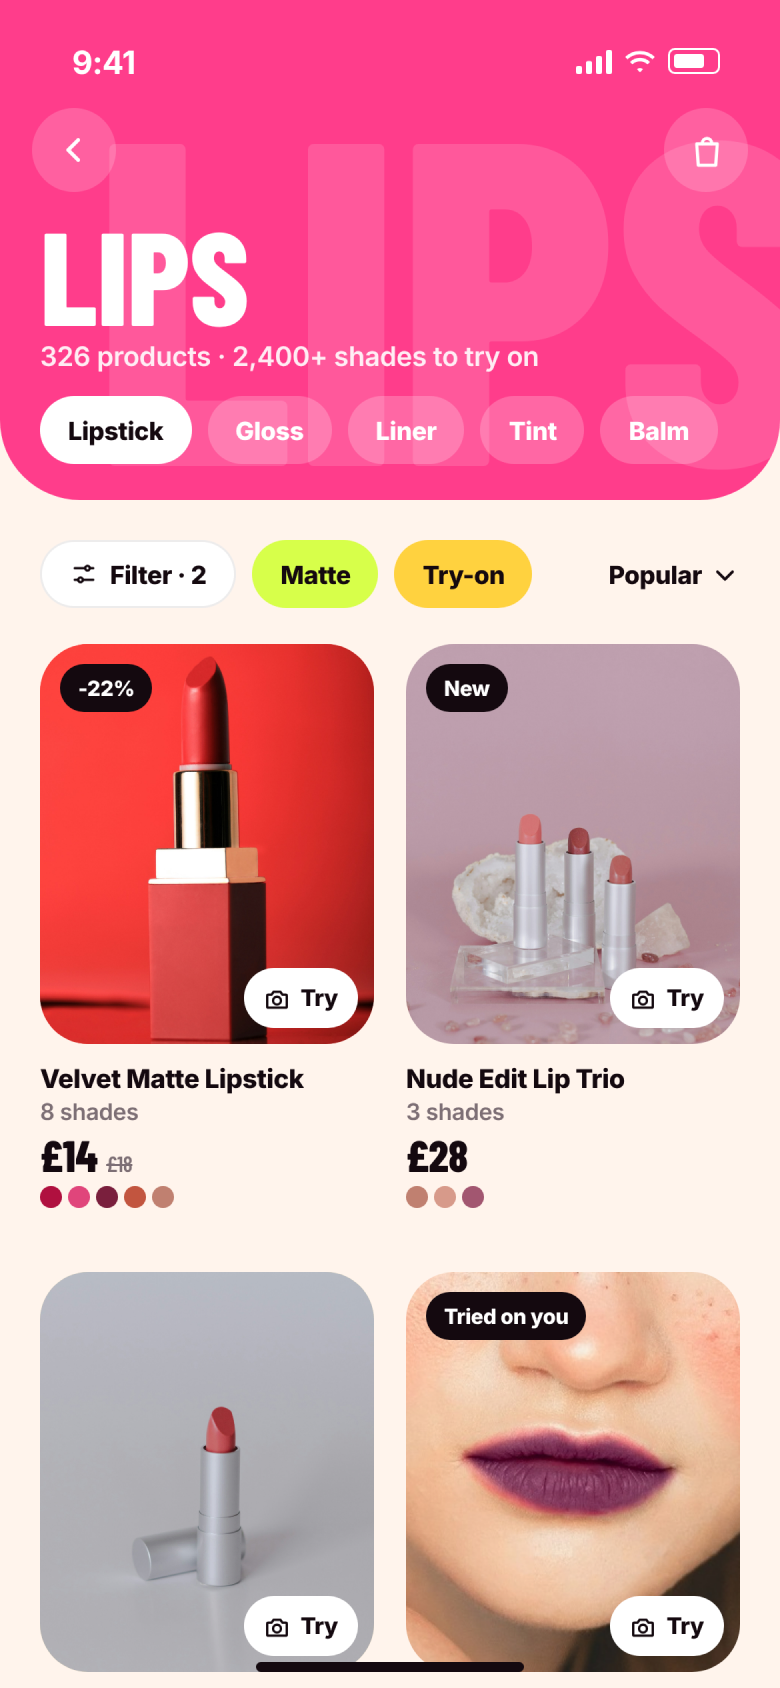 9:41
LIPS
LIPS
326 products · 2,400+ shades to try on
Lipstick
Gloss
Liner
Tint
Balm
Filter · 2
Matte
Try-on
Popular
-22%
New
Try
Try
Velvet Matte Lipstick
Nude Edit Lip Trio
8 shades
3 shades
£14 £18
£28
Tried on you
Try
Try